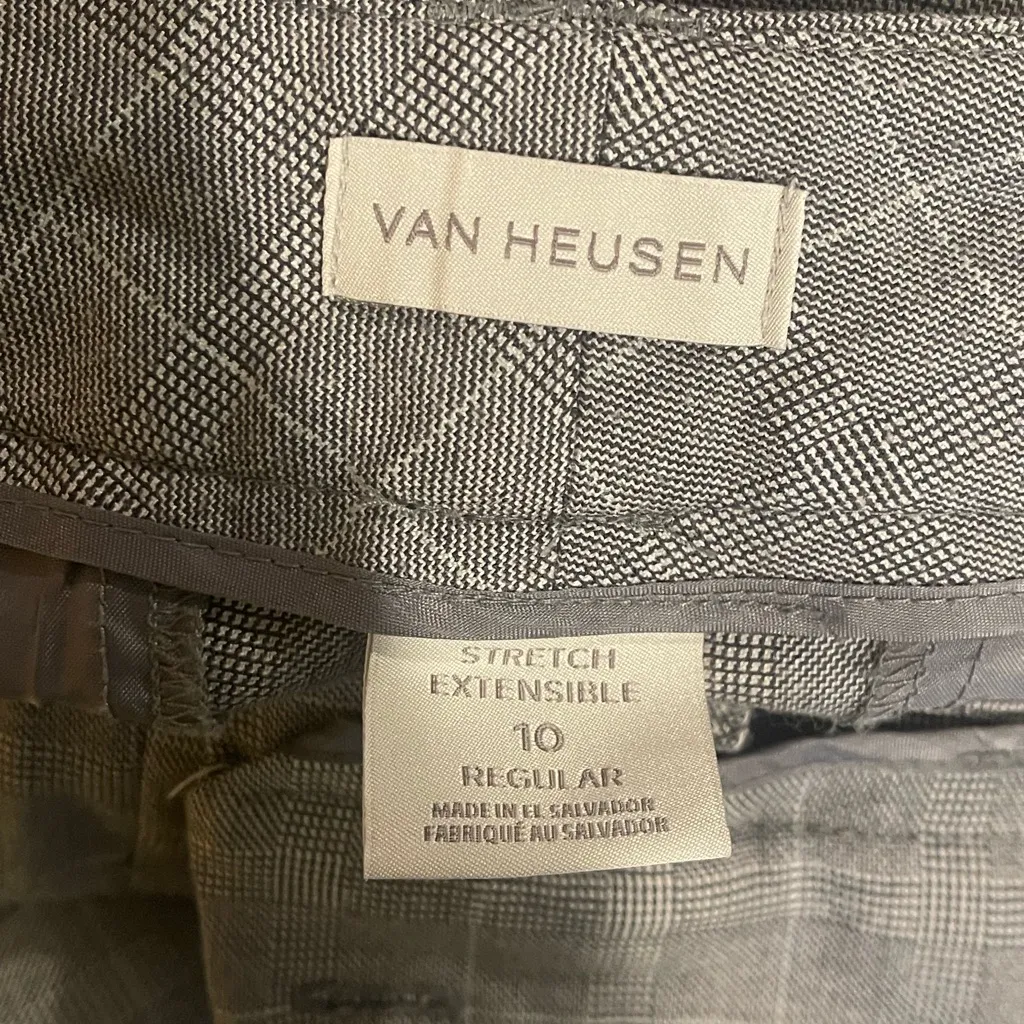 VAN HEUSEN
STRETCH
EXTENSIBLE
10
REGULAR
MADE IN EL SALVADOR
FABRIQUÉ AU SALVADOR